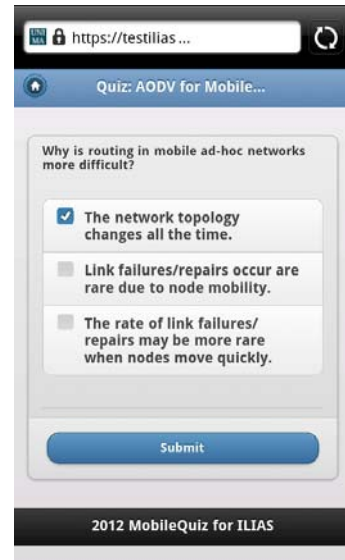 UNI
MA
https://testilias ...
Quiz: AODV for Mobile...
Why is routing in mobile ad-hoc networks
more difficult?
The network topology
changes all the time.
Link failures/repairs occur are
rare due to node mobility.
The rate of link failures/
repairs may be more rare
when nodes move quickly.
Submit
2012 MobileQuiz for ILIAS